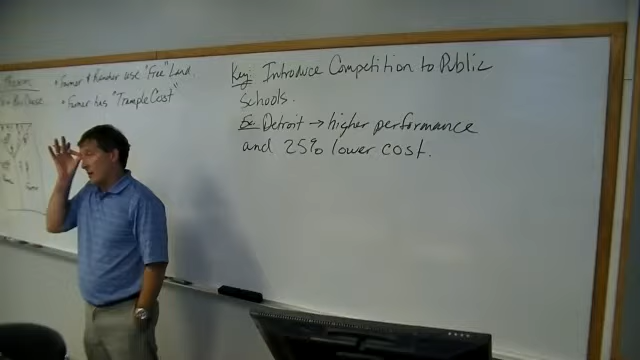 Farmer & Rancher use "Free" Land.
Farmer has "Trample Cost"
Key: Introduce Competition to Public
Schools.
Ex: Detroit → higher performance
and 25% lower cost.